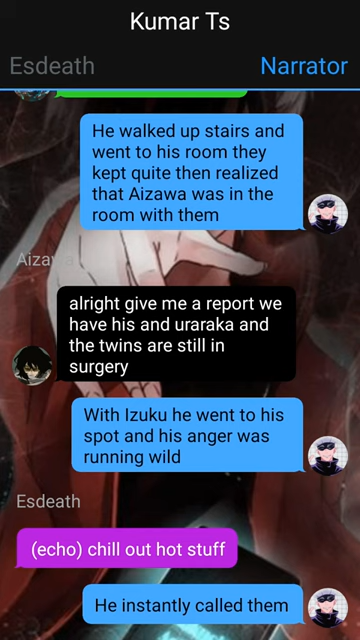 Kumar Ts
Esdeath
Narrator
He walked up stairs and
went to his room they
kept quite then realized
that Aizawa was in the
room with them
Aizawa
alright give me a report we
have his and uraraka and
the twins are still in
surgery
With Izuku he went to his
spot and his anger was
running wild
Esdeath
(echo) chill out hot stuff
He instantly called them